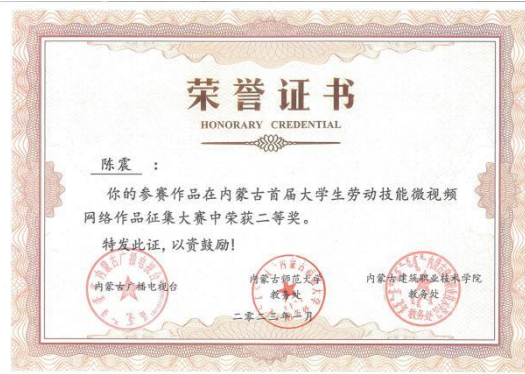 荣誉证书
HONORARY CREDENTIAL
陈震 :
你的参赛作品在内蒙古首届大学生劳动技能微视频
网络作品征集大赛中荣获二等奖。
特发此证,以资鼓励!
内蒙古广播电视台 内蒙古师范大学 内蒙古建筑职业技术学院
教务处 教务处
二零二三年一月